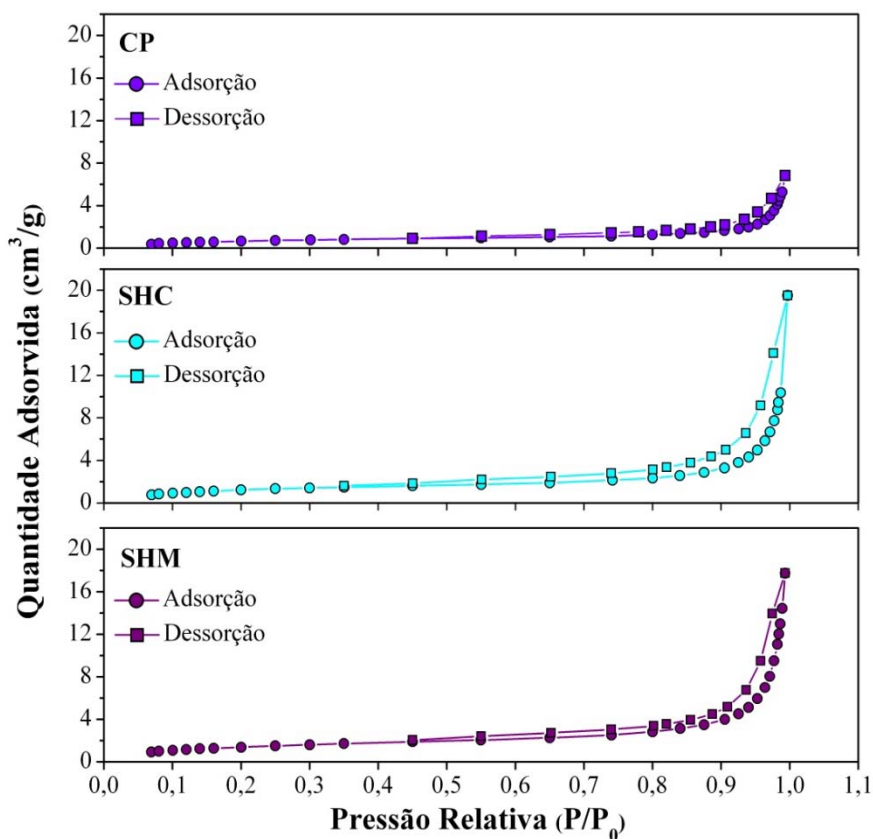 Quantidade Adsorvida (cm³/g)
CP
Adsorção
Dessorção
20
16
12
8
4
0
SHC
Adsorção
Dessorção
20
16
12
8
4
0
SHM
Adsorção
Dessorção
20
16
12
8
4
0
0,0 0,1 0,2 0,3 0,4 0,5 0,6 0,7 0,8 0,9 1,0 1,1
Pressão Relativa (P/P₀)